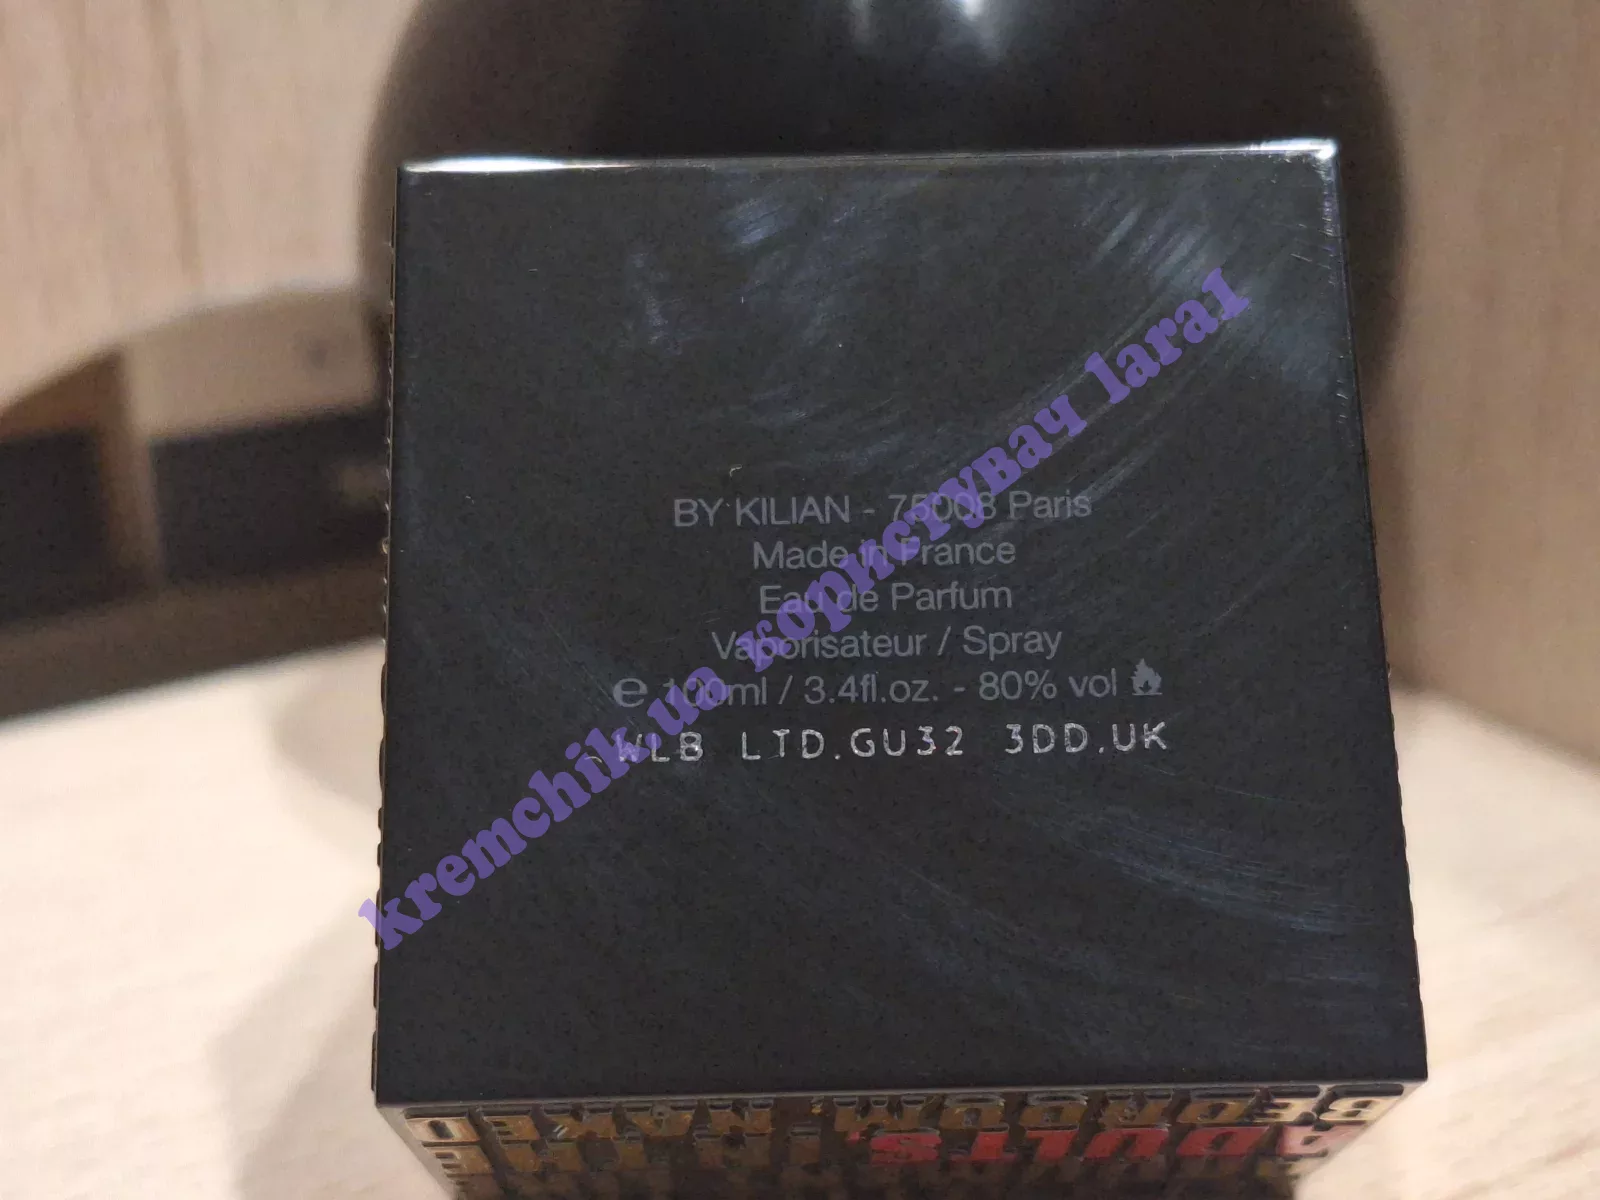 BY KILIAN - 75008 Paris
Made in France
Eau de Parfum
Vaporisateur / Spray
℮ 100ml / 3.4fl.oz. - 80% vol
WLB LTD.GU32 3DD.UK
kremchik.ua користувач lara1
ADULTS